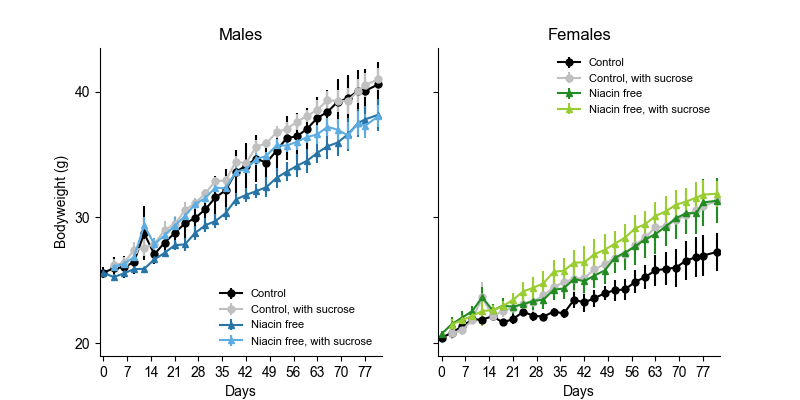 Males
Females
Bodyweight (g)
40
30
20
Control
Control, with sucrose
Niacin free
Niacin free, with sucrose
0 7 14 21 28 35 42 49 56 63 70 77
Days
Control
Control, with sucrose
Niacin free
Niacin free, with sucrose
0 7 14 21 28 35 42 49 56 63 70 77
Days